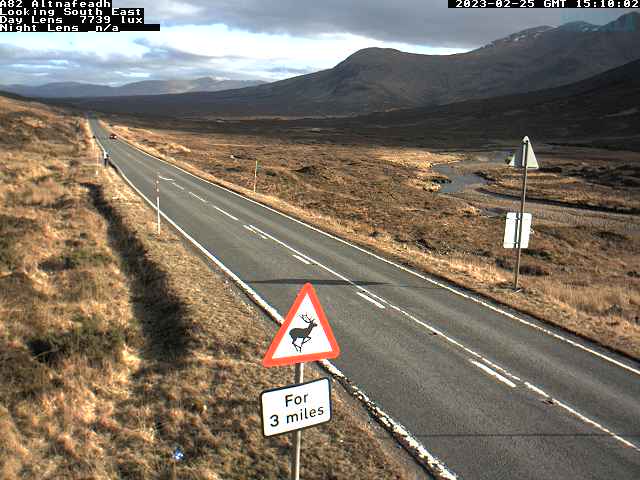 A82 Altnafeadh
Looking South East
Day Lens 7739 lux
Night Lens n/a
2023-02-25 GMT 15:10:02
For
3 miles